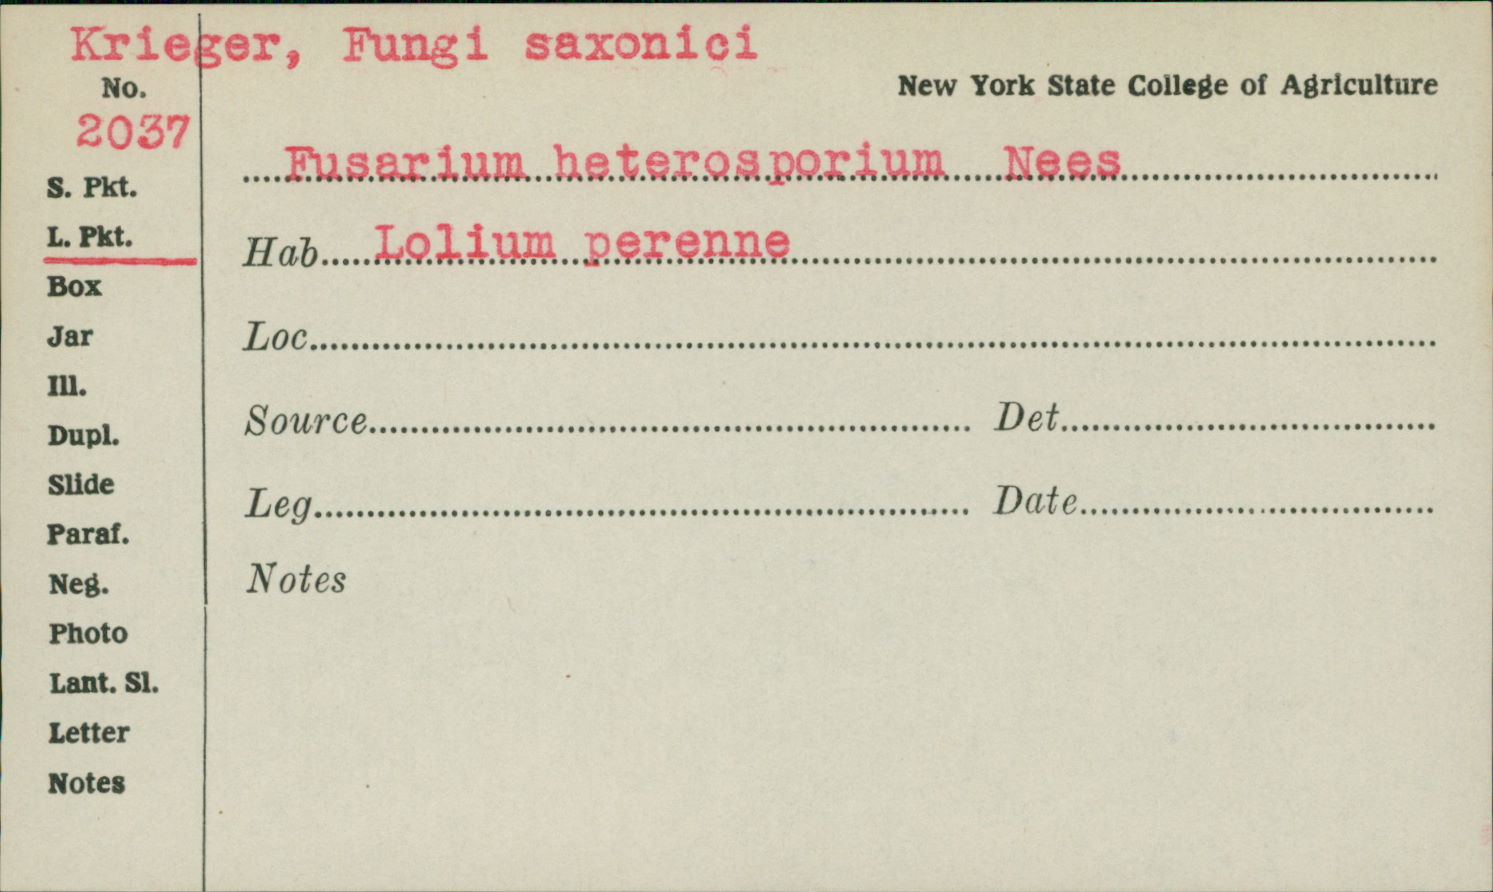 Krieger, Fungi saxonici
No.
New York State College of Agriculture
2037
Fusarium heterosporium Nees
S. Pkt.
L. Pkt.
Hab. Lolium perenne
Box
Jar
Loc.
Ill.
Dupl.
Source
Det.
Slide
Leg.
Date
Paraf.
Neg.
Notes
Photo
Lant. Sl.
Letter
Notes